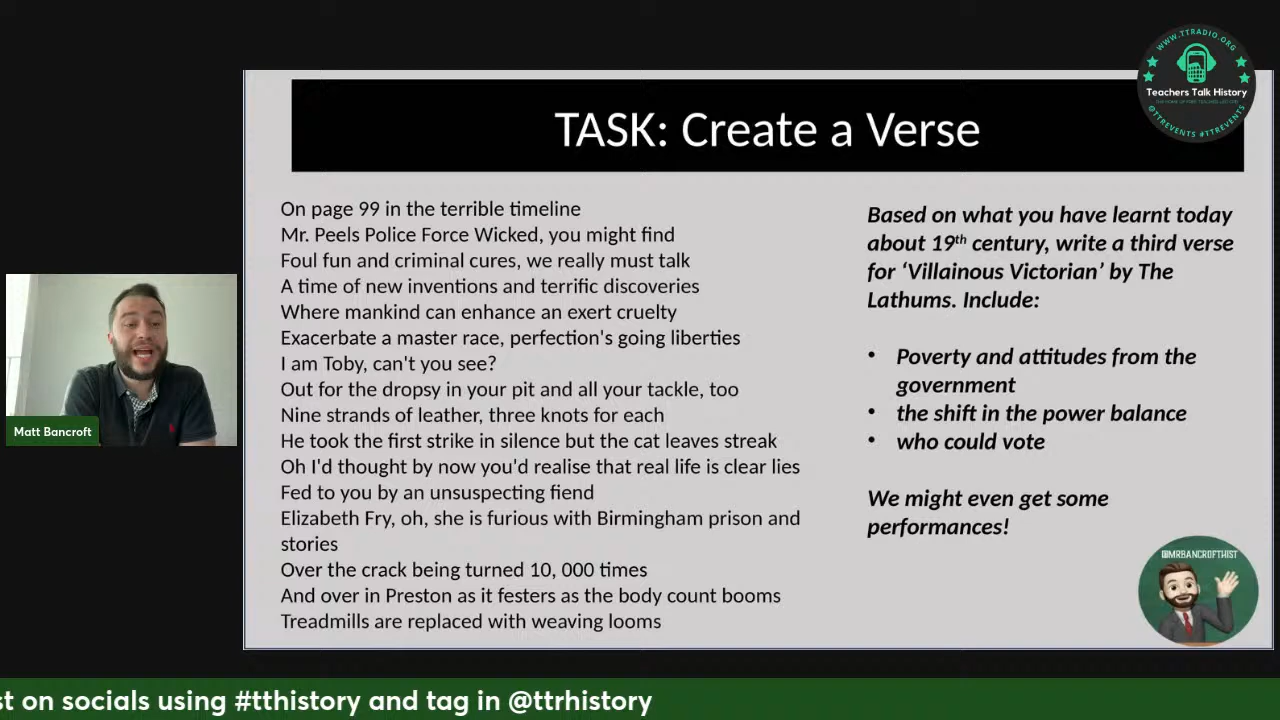 WWW.TTRADIO.ORG
Teachers Talk History
@TTREVENTS #TTREVENTS
TASK: Create a Verse
On page 99 in the terrible timeline
Mr. Peels Police Force Wicked, you might find
Foul fun and criminal cures, we really must talk
A time of new inventions and terrific discoveries
Where mankind can enhance an exert cruelty
Exacerbate a master race, perfection's going liberties
I am Toby, can't you see?
Out for the dropsy in your pit and all your tackle, too
Nine strands of leather, three knots for each
He took the first strike in silence but the cat leaves streak
Oh I'd thought by now you'd realise that real life is clear lies
Fed to you by an unsuspecting fiend
Elizabeth Fry, oh, she is furious with Birmingham prison and
stories
Over the crack being turned 10, 000 times
And over in Preston as it festers as the body count booms
Treadmills are replaced with weaving looms
Based on what you have learnt today
about 19th century, write a third verse
for ‘Villainous Victorian’ by The
Lathums. Include:
• Poverty and attitudes from the
government
• the shift in the power balance
• who could vote
We might even get some
performances!
@MRBANCROFTHIST
Matt Bancroft
st on socials using #tthistory and tag in @ttrhistory